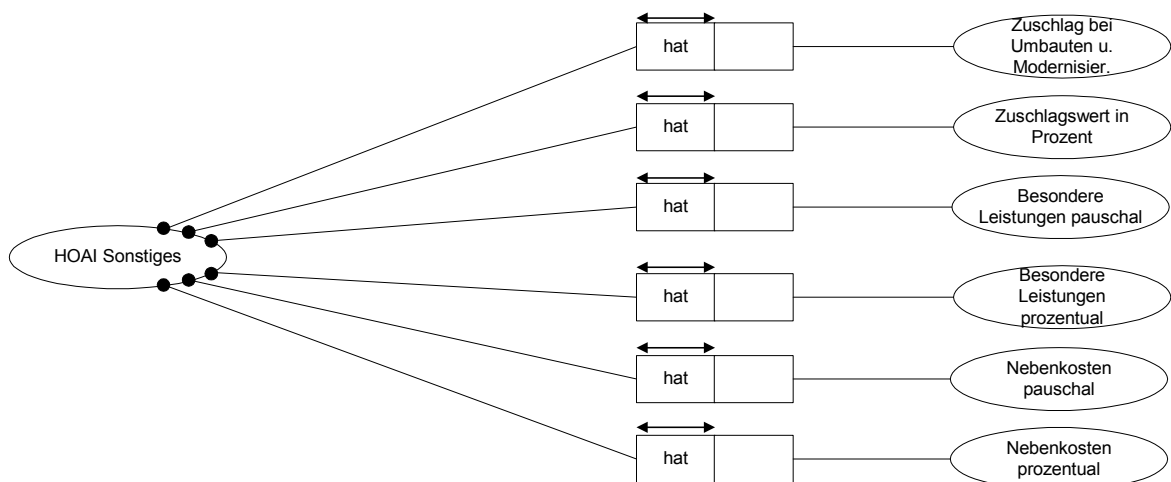 hat
Zuschlag bei
Umbauten u.
Modernisier.
hat
Zuschlagswert in
Prozent
hat
Besondere
Leistungen pauschal
HOAI Sonstiges
hat
Besondere
Leistungen
prozentual
hat
Nebenkosten
pauschal
hat
Nebenkosten
prozentual